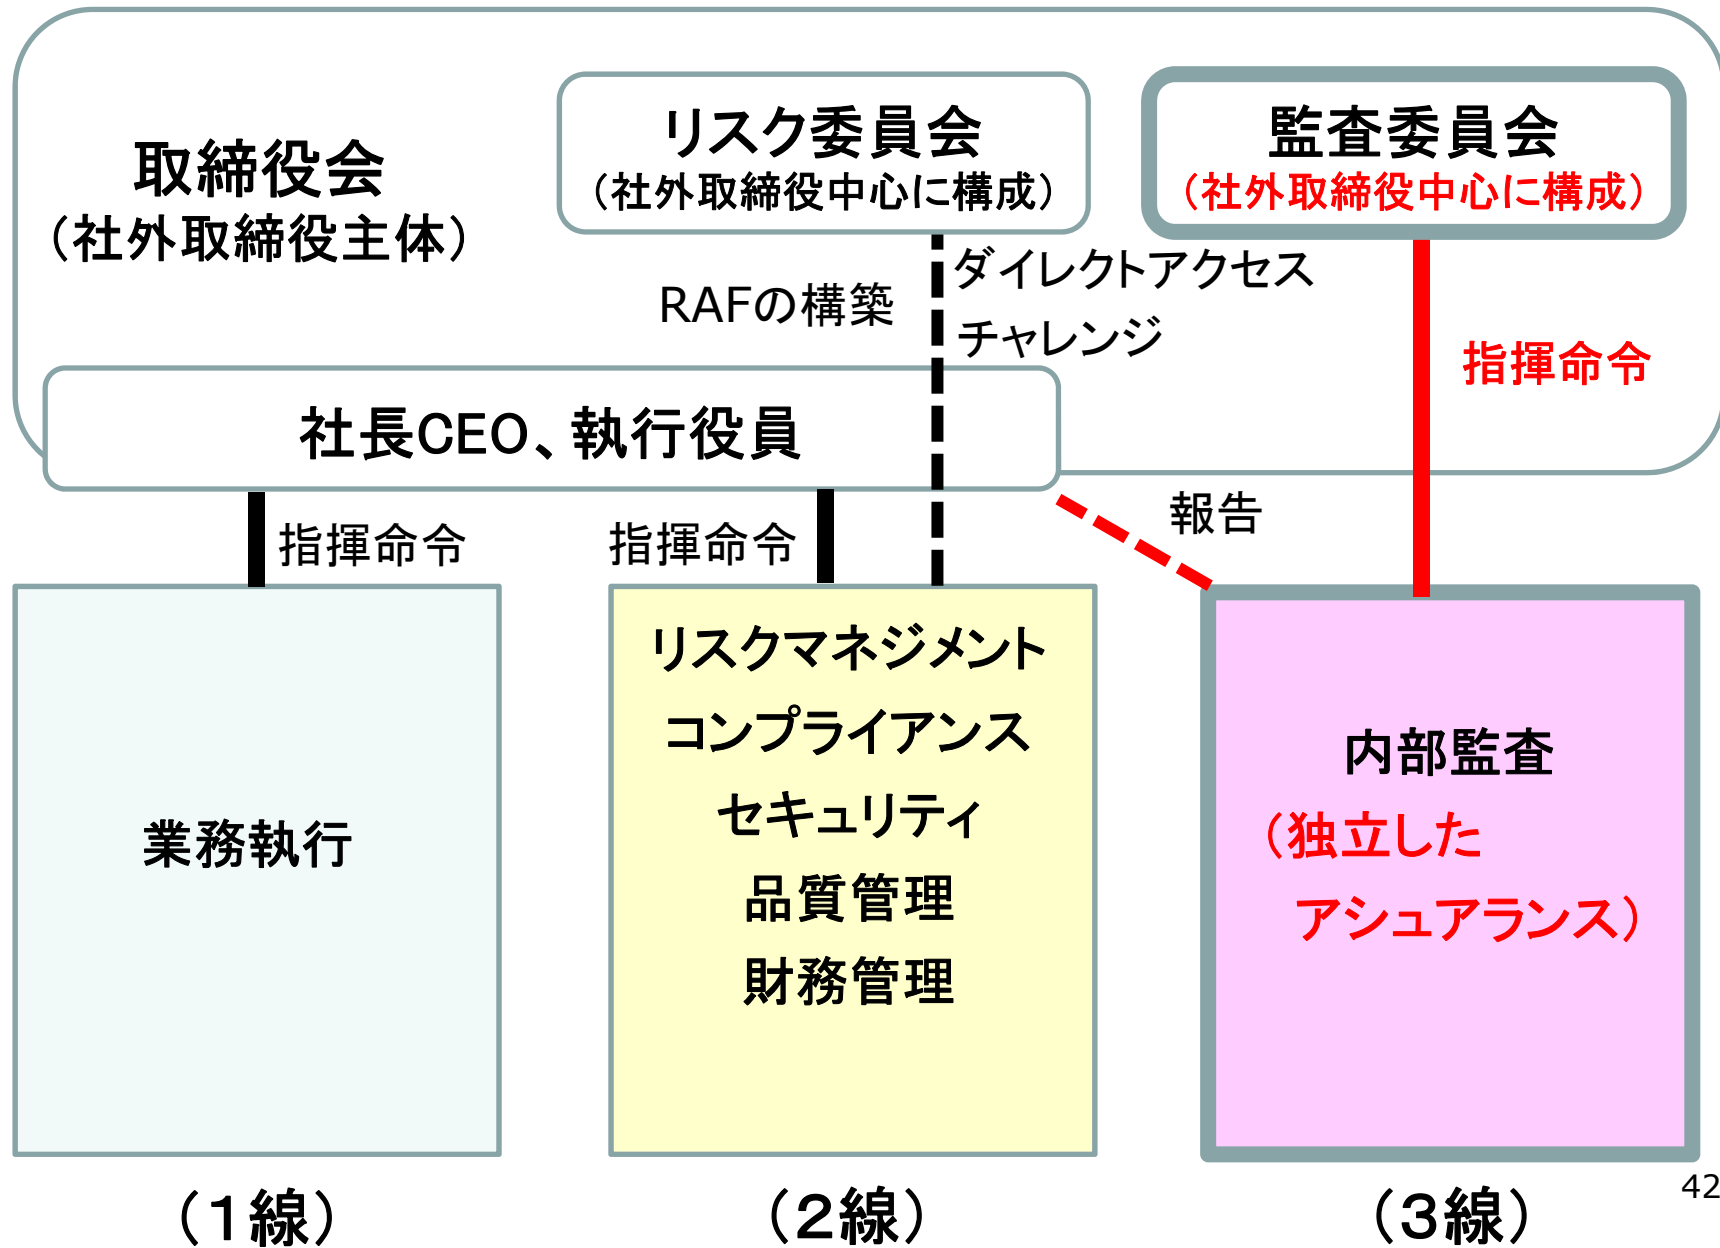 取締役会
（社外取締役主体）
リスク委員会
（社外取締役中心に構成）
監査委員会
（社外取締役中心に構成）
RAFの構築
ダイレクトアクセス
チャレンジ
指揮命令
社長CEO、執行役員
指揮命令
指揮命令
報告
業務執行
リスクマネジメント
コンプライアンス
セキュリティ
品質管理
財務管理
内部監査
（独立した
アシュアランス）
（１線）
（２線）
（３線）
42